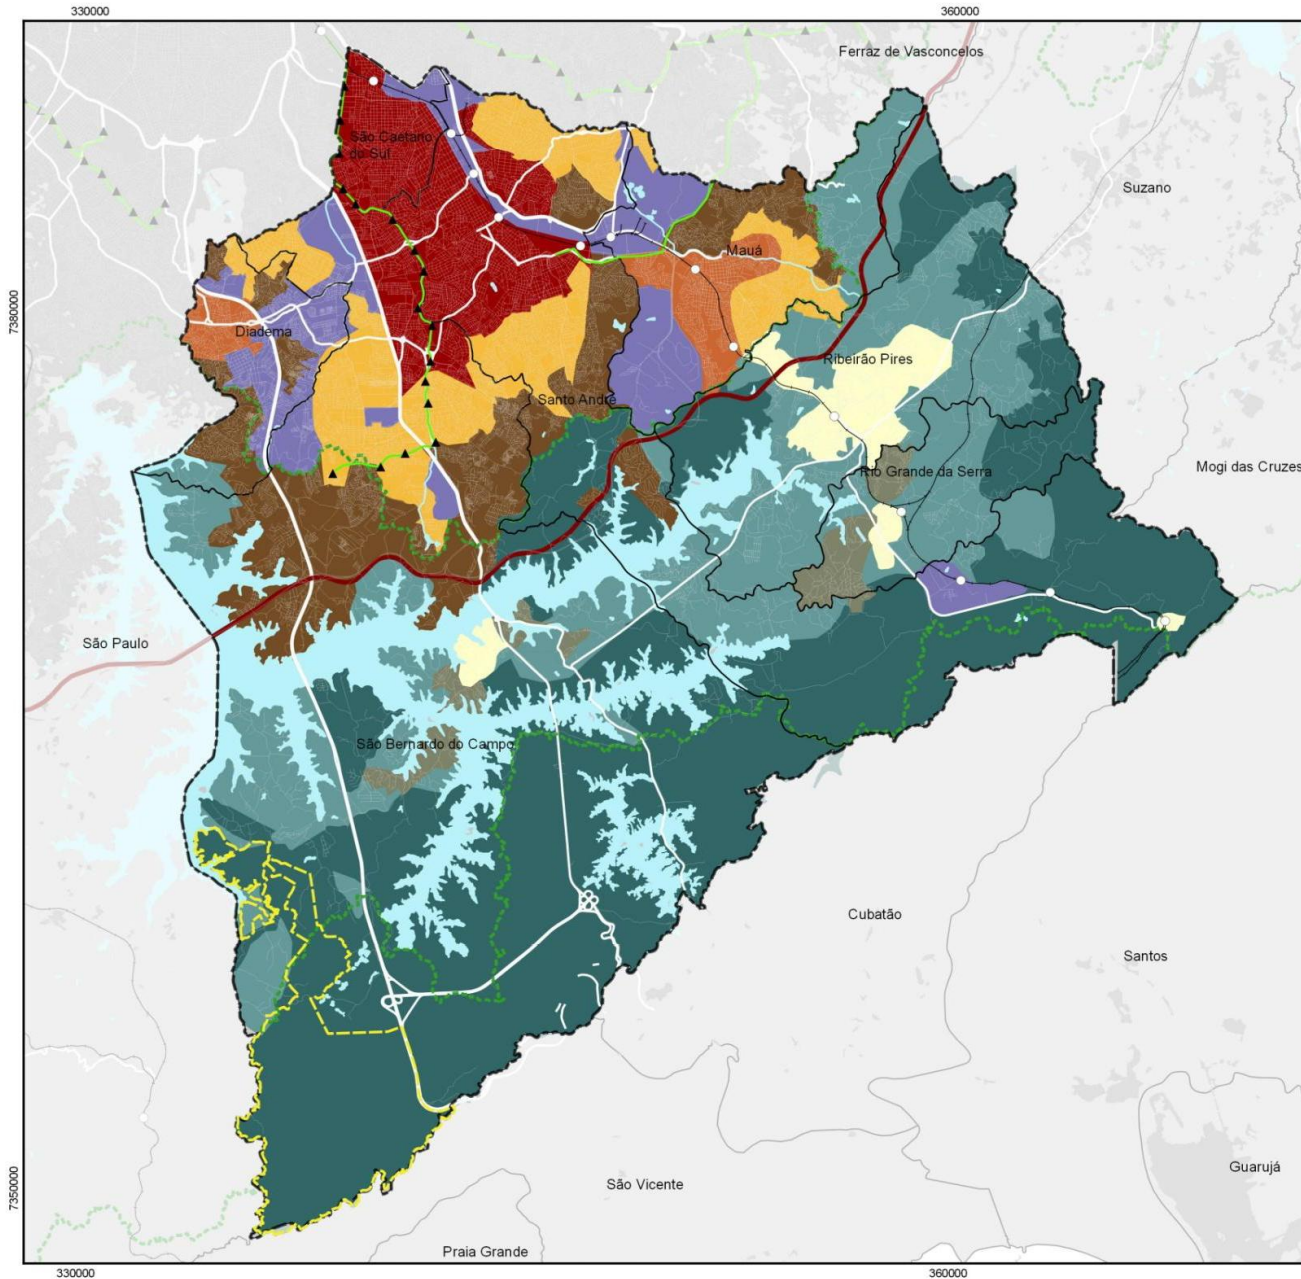 330000
360000
Ferraz de Vasconcelos
São Caetano
do Sul
Suzano
Mauá
7380000
Diadema
Ribeirão Pires
Santo André
Rio Grande da Serra
Mogi das Cruzes
São Paulo
São Bernardo do Campo
Cubatão
Santos
7350000
Guarujá
São Vicente
Praia Grande
330000
360000